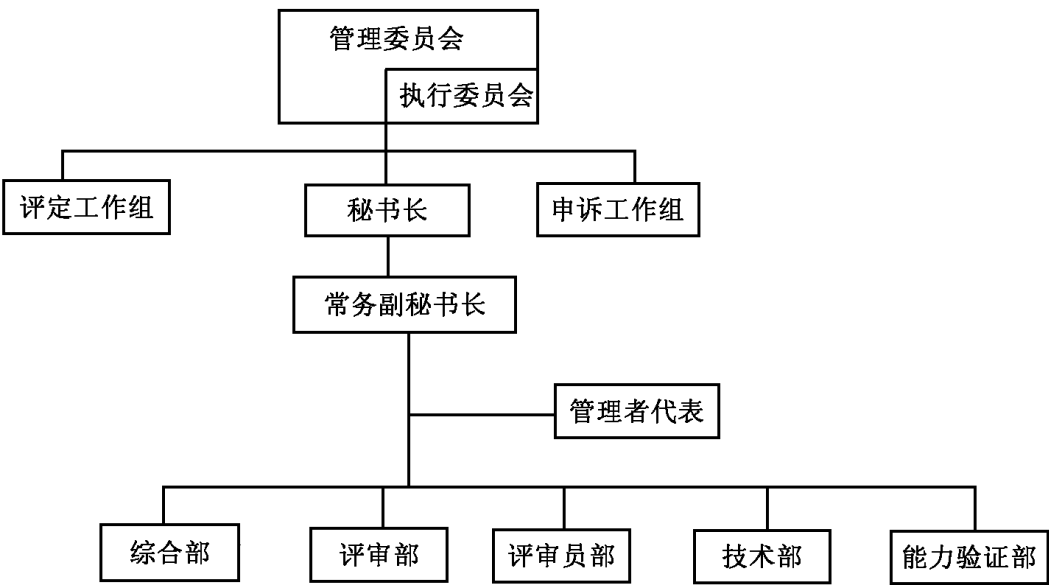 管理委员会
执行委员会
评定工作组
秘书长
申诉工作组
常务副秘书长
管理者代表
综合部
评审部
评审员部
技术部
能力验证部